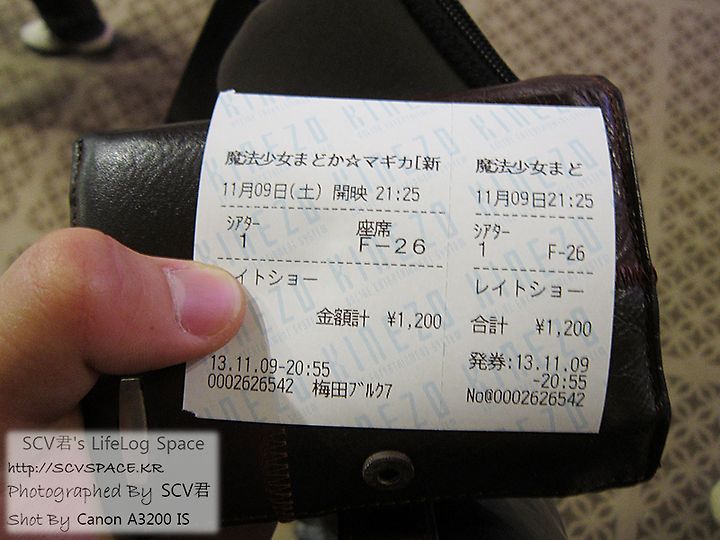 魔法少女まどか☆マギカ[新
11月09日(土) 開映 21:25
ｼｱﾀｰ 座席
1 F-26
イトショー
金額計 ¥1,200
13.11.09-20:55
0002626542 梅田ﾌﾞﾙｸ7
魔法少女まど
11月09日21:25
ｼｱﾀｰ
1 F-26
レイトショー
合計 ¥1,200
発券:13.11.09
-20:55
No@0002626542
KINEZO KINEZO KINEZO
SCV君's LifeLog Space
http://SCVSPACE.KR
Photographed By SCV君
Shot By Canon A3200 IS